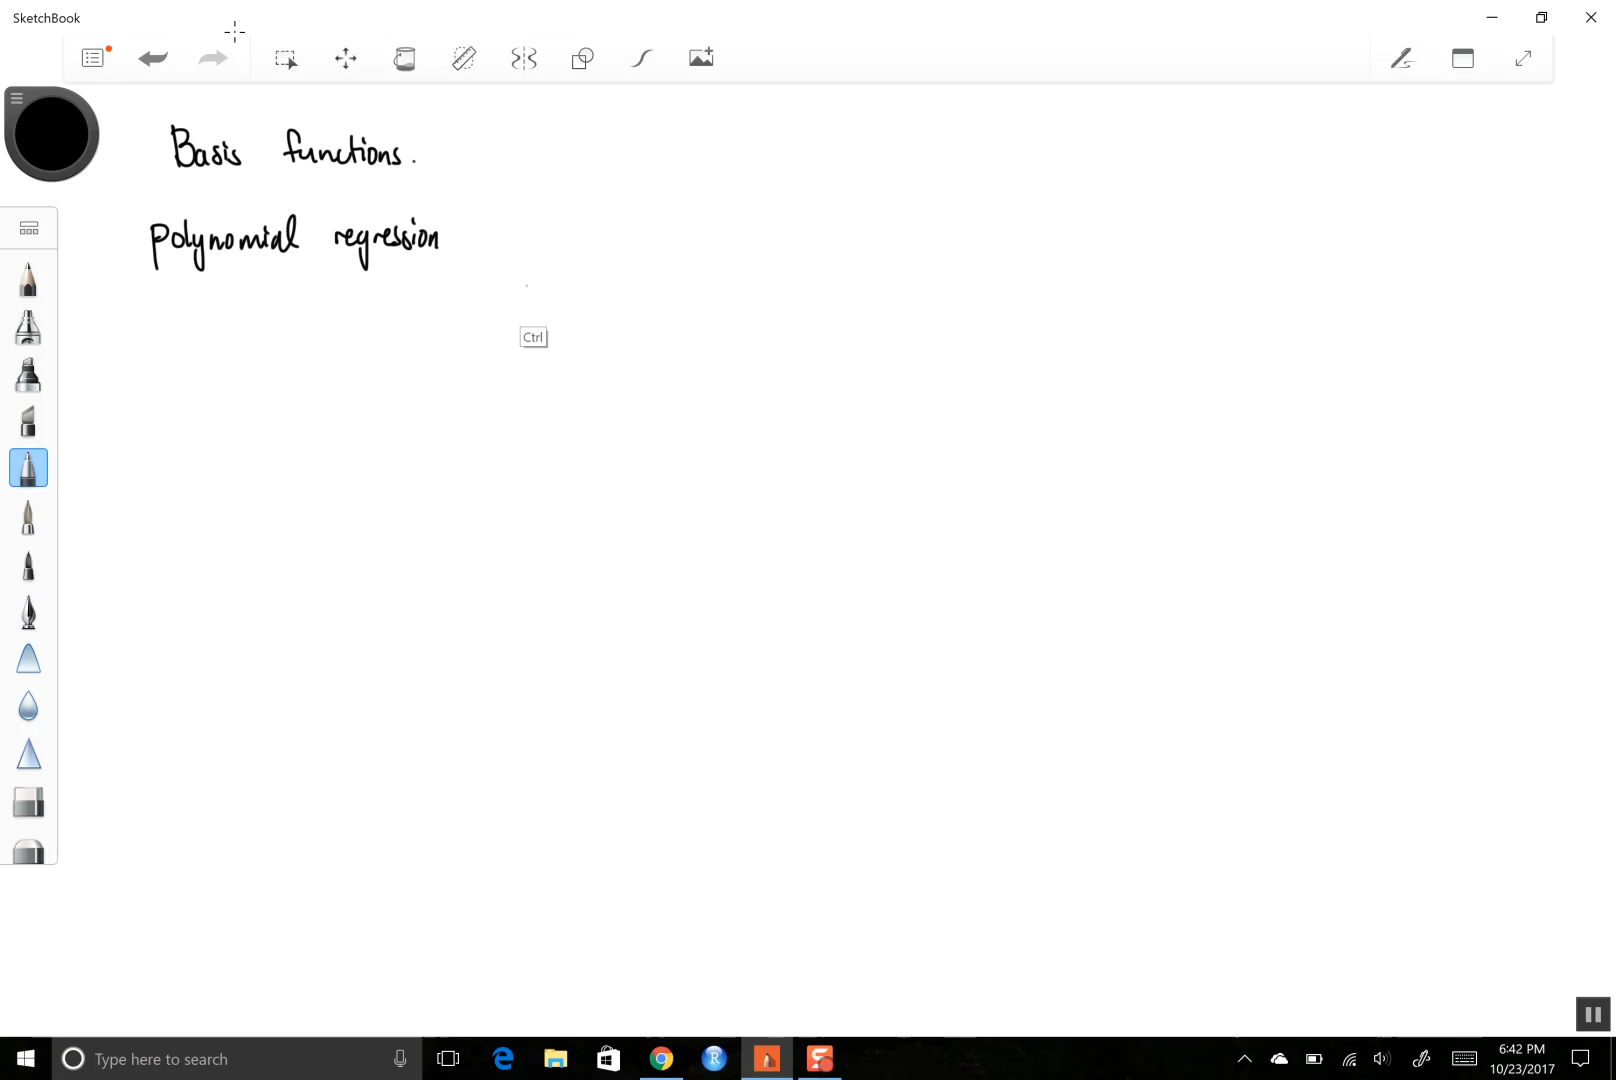 SketchBook
Basis functions.
polynomial regression
Ctrl
Type here to search
6:42 PM
10/23/2017